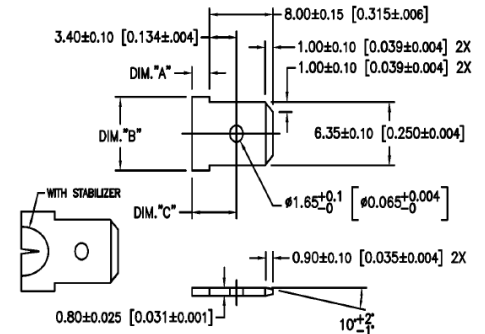 8.00±0.15 [0.315±.006]
3.40±0.10 [0.134±.004]
1.00±0.10 [0.039±0.004] 2X
1.00±0.10 [0.039±0.004] 2X
DIM."A"
DIM."B"
6.35±0.10 [0.250±0.004]
WITH STABILIZER
DIM."C"
ø1.65+0.1 -0 [ø0.065+0.004 -0]
0.90±0.10 [0.035±0.004] 2X
0.80±0.025 [0.031±0.001]
10°+2° -1°